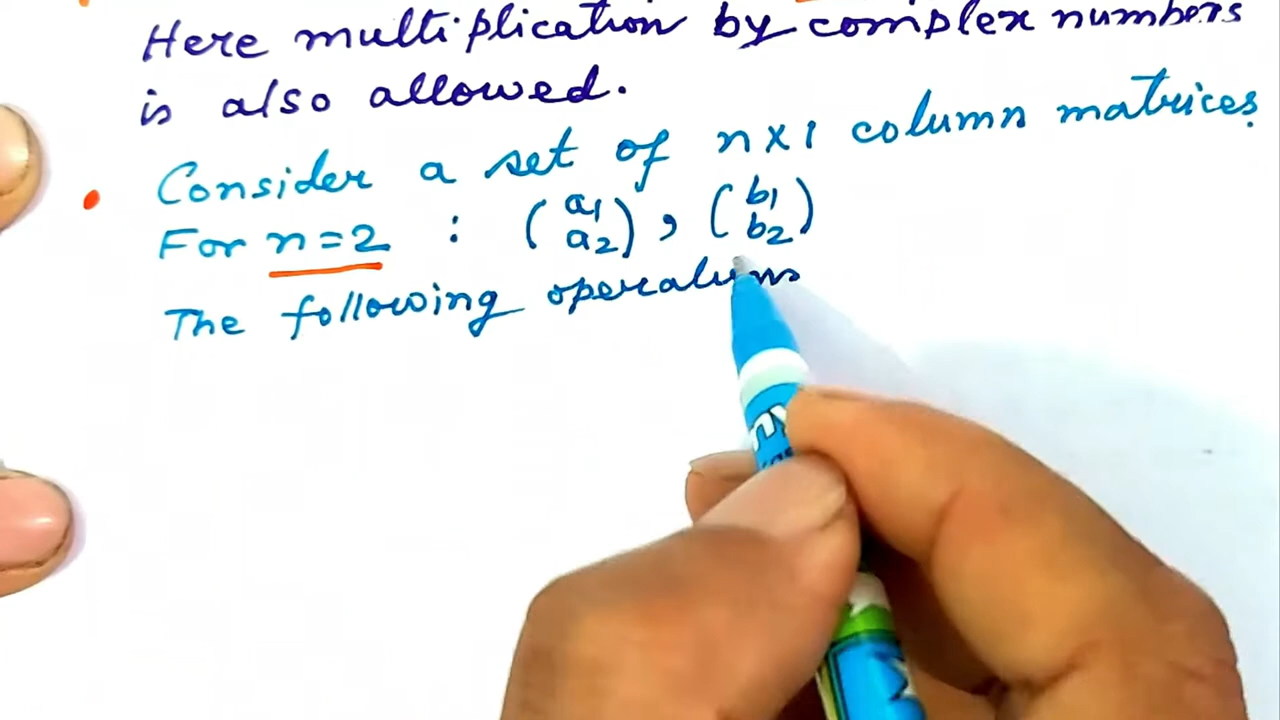 Here multiplication by complex numbers
is also allowed.
• Consider a set of n×1 column matrices.
For n=2 : (a1 a2), (b1 b2)
The following operations